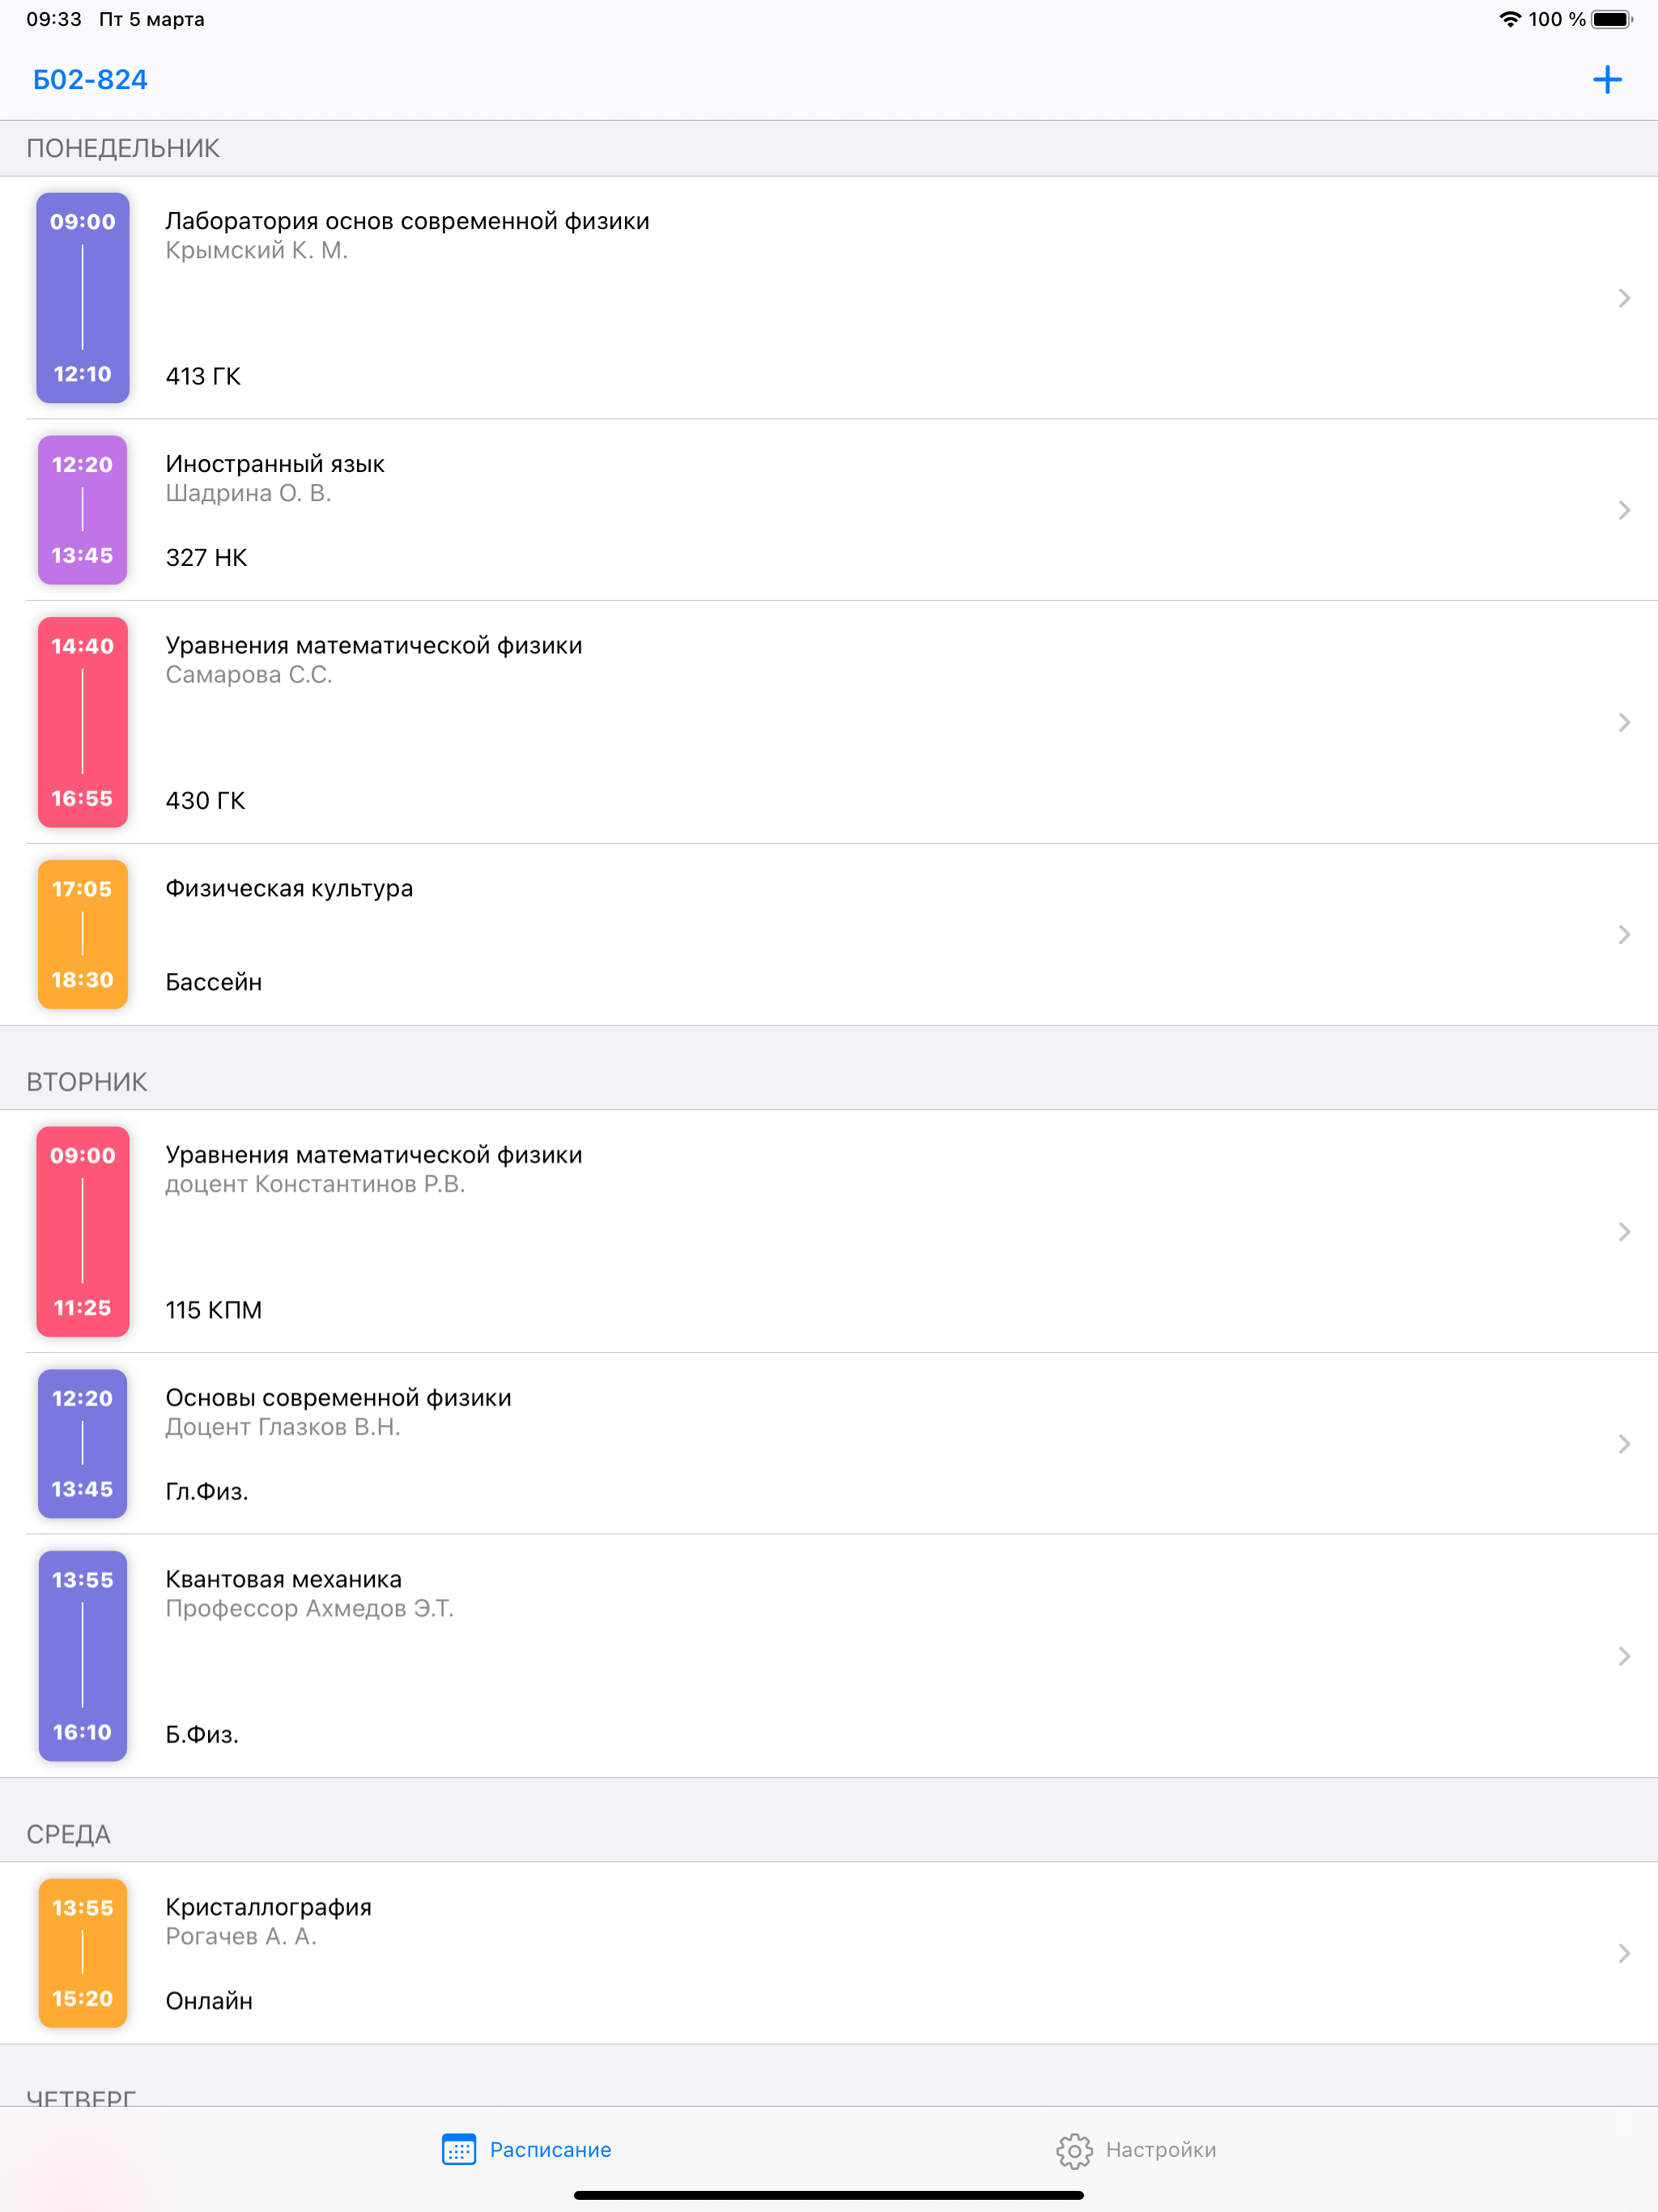 09:33 Пт 5 марта 100 %
Б02-824
ПОНЕДЕЛЬНИК
09:00
Лаборатория основ современной физики
Крымский К. М.
12:10
413 ГК
12:20
Иностранный язык
Шадрина О. В.
13:45
327 НК
14:40
Уравнения математической физики
Самарова С.С.
16:55
430 ГК
17:05
Физическая культура
18:30
Бассейн
ВТОРНИК
09:00
Уравнения математической физики
доцент Константинов Р.В.
11:25
115 КПМ
12:20
Основы современной физики
Доцент Глазков В.Н.
13:45
Гл.Физ.
13:55
Квантовая механика
Профессор Ахмедов Э.Т.
16:10
Б.Физ.
СРЕДА
13:55
Кристаллография
Рогачев А. А.
15:20
Онлайн
ЧЕТВЕРГ
Расписание
Настройки